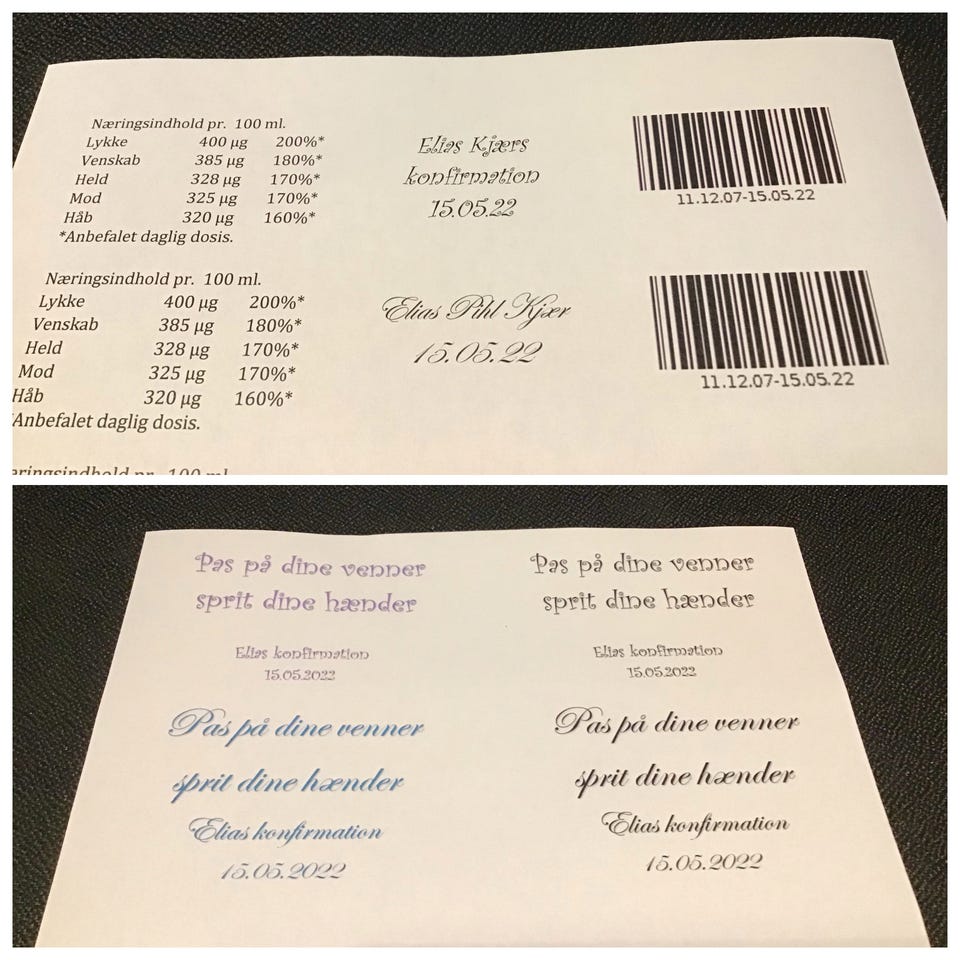 Næringsindhold pr. 100 ml.
Lykke 400 µg 200%*
Venskab 385 µg 180%*
Held 328 µg 170%*
Mod 325 µg 170%*
Håb 320 µg 160%*
*Anbefalet daglig dosis.
Elias Kjærs
konfirmation
15.05.22
11.12.07-15.05.22
Næringsindhold pr. 100 ml.
Lykke 400 µg 200%*
Venskab 385 µg 180%*
Held 328 µg 170%*
Mod 325 µg 170%*
Håb 320 µg 160%*
*Anbefalet daglig dosis.
Elias Pihl Kjær
15.05.22
11.12.07-15.05.22
pr. 100 ml
Pas på dine venner
sprit dine hænder
Elias konfirmation
15.05.2022
Pas på dine venner
sprit dine hænder
Elias konfirmation
15.05.2022
Pas på dine venner
sprit dine hænder
Elias konfirmation
15.05.2022
Pas på dine venner
sprit dine hænder
Elias konfirmation
15.05.2022